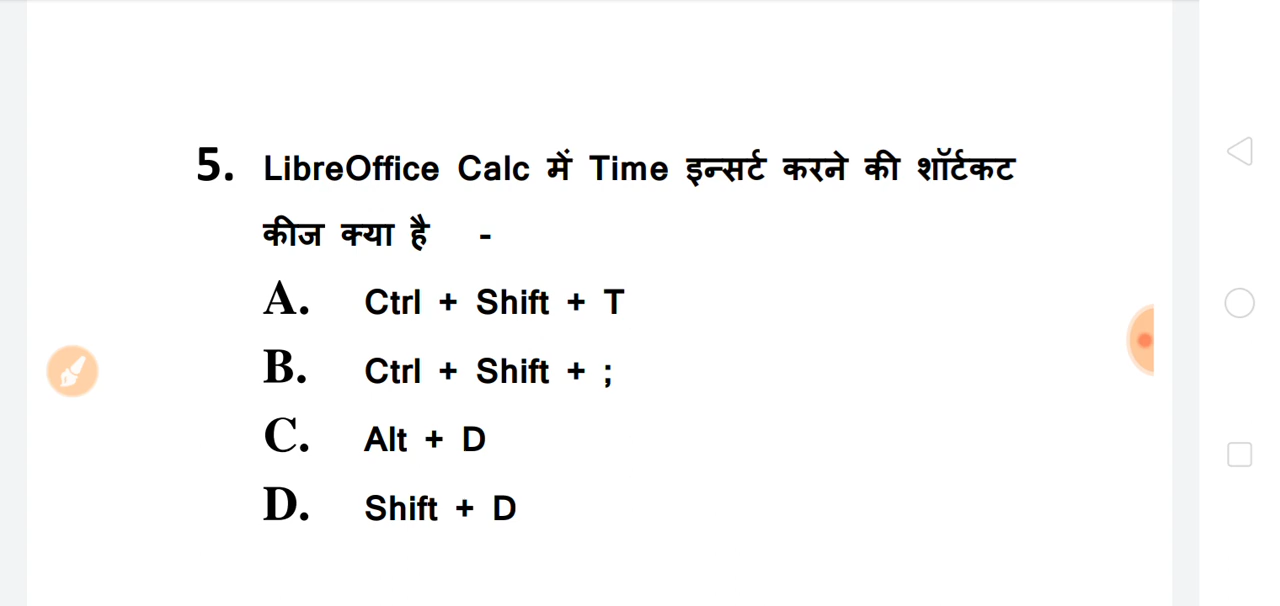 5. LibreOffice Calc में Time इन्सर्ट करने की शॉर्टकट
कीज क्या है -
A. Ctrl + Shift + T
B. Ctrl + Shift + ;
C. Alt + D
D. Shift + D